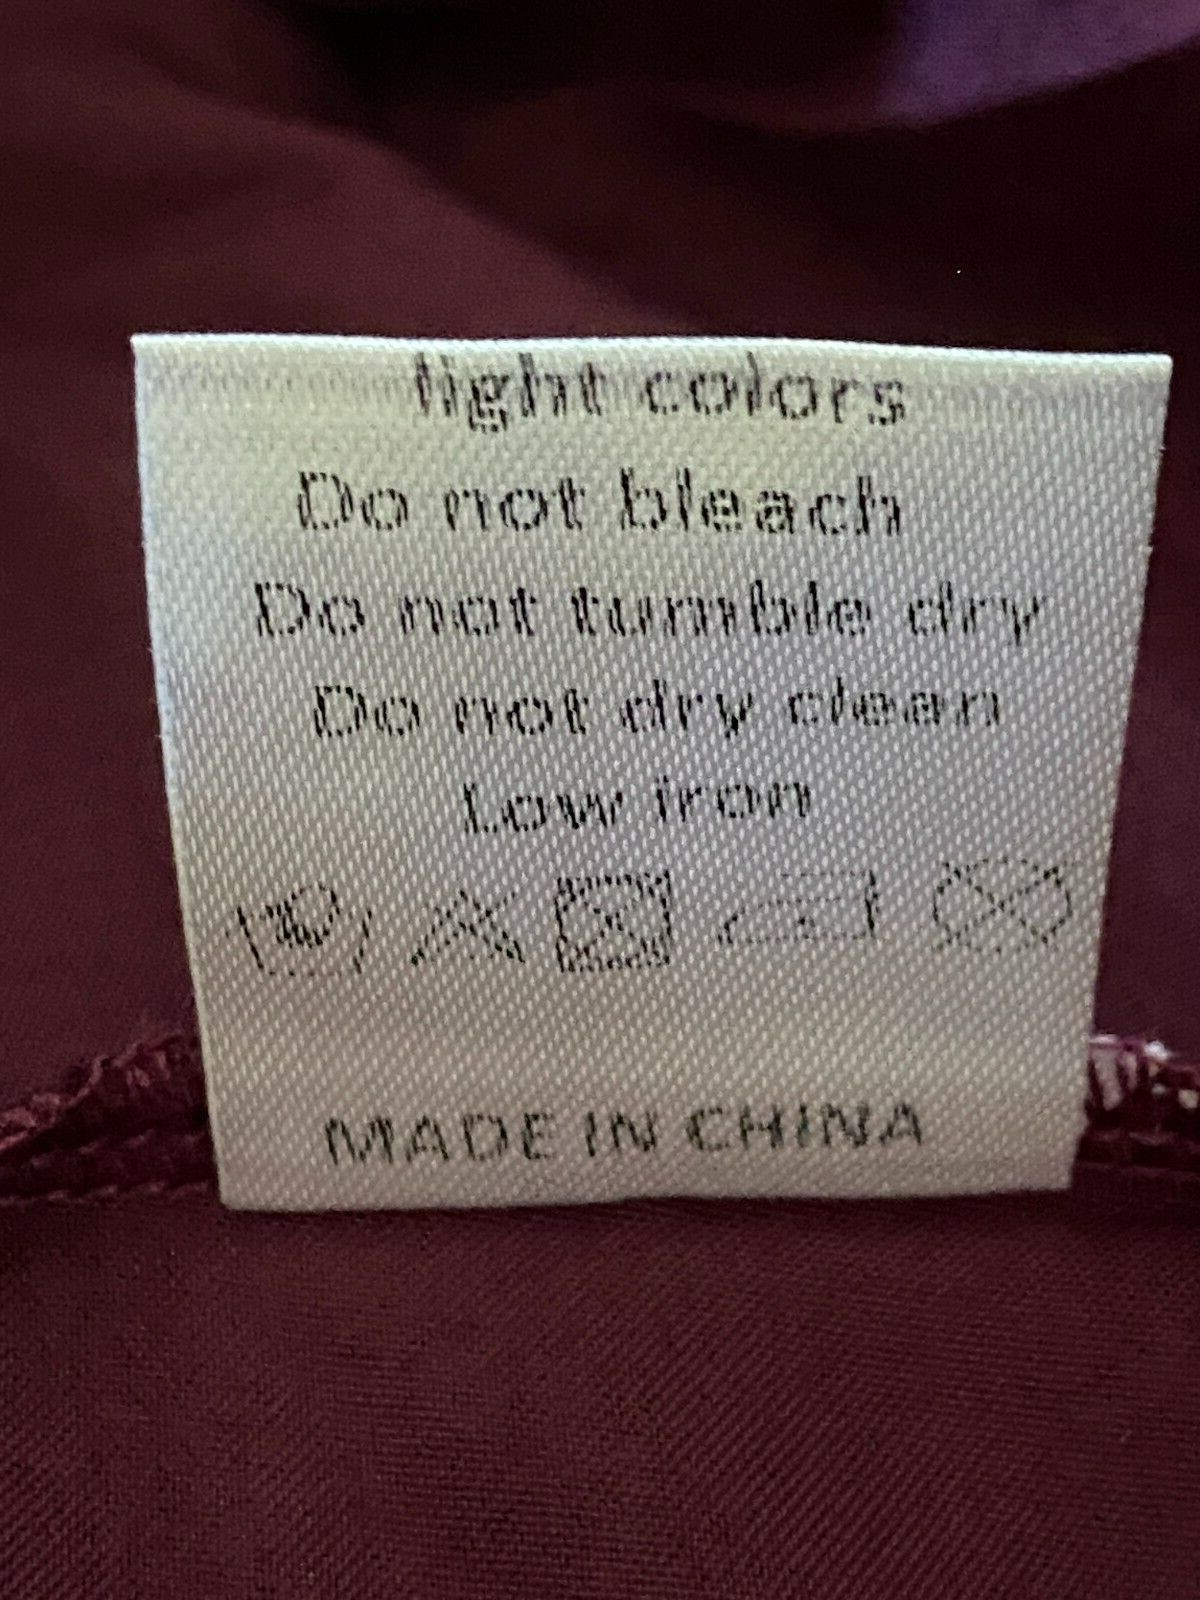 light colors
Do not bleach
Do not tumble dry
Do not dry clean
Low iron
MADE IN CHINA